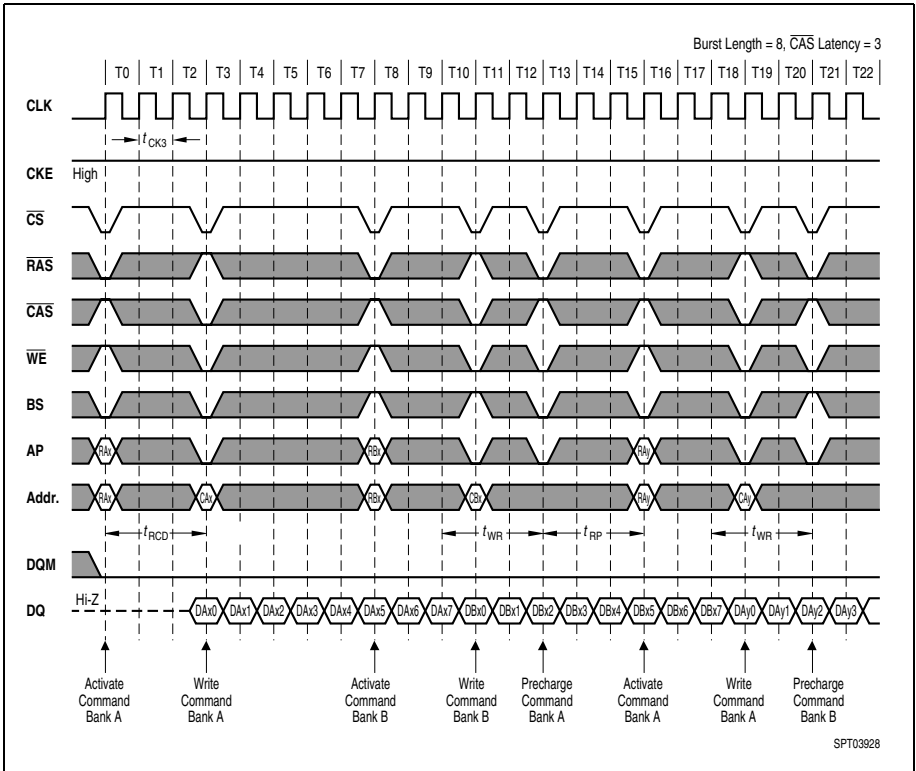 Burst Length = 8, CAS Latency = 3
T0 T1 T2 T3 T4 T5 T6 T7 T8 T9 T10 T11 T12 T13 T14 T15 T16 T17 T18 T19 T20 T21 T22
CLK
t CK3
CKE High
CS
RAS
CAS
WE
BS
AP RAx RBx RAy
Addr. RAx CAx RBx CBx RAy CAy
t RCD t WR t RP t WR
DQM
DQ Hi-Z DAx0 DAx1 DAx2 DAx3 DAx4 DAx5 DAx6 DAx7 DBx0 DBx1 DBx2 DBx3 DBx4 DBx5 DBx6 DBx7 DAy0 DAy1 DAy2 DAy3
Activate Command Bank A
Write Command Bank A
Activate Command Bank B
Write Command Bank B
Precharge Command Bank A
Activate Command Bank A
Write Command Bank A
Precharge Command Bank B
SPT03928